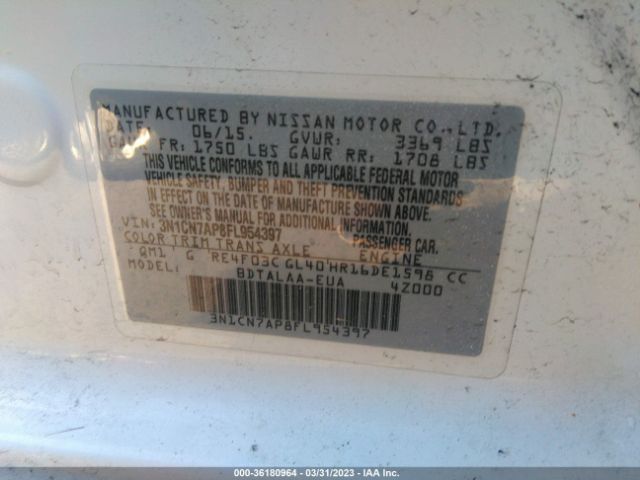 MANUFACTURED BY NISSAN MOTOR CO., LTD.
DATE: 06/15. GVWR: 3369 LBS
GAWR FR: 1750 LBS GAWR RR: 1708 LBS
THIS VEHICLE CONFORMS TO ALL APPLICABLE FEDERAL MOTOR
VEHICLE SAFETY, BUMPER AND THEFT PREVENTION STANDARDS
IN EFFECT ON THE DATE OF MANUFACTURE SHOWN ABOVE.
SEE OWNER'S MANUAL FOR ADDITIONAL INFORMATION.
VIN: 3N1CN7AP8FL954397 PASSENGER CAR.
COLOR TRIM TRANS AXLE ENGINE
QM1 G RE4F03C GL40 HR16DE1598 CC
MODEL: BDTALAA-EUA 4Z000
3N1CN7AP8FL954397
000-36180964 - 03/31/2023 - IAA Inc.